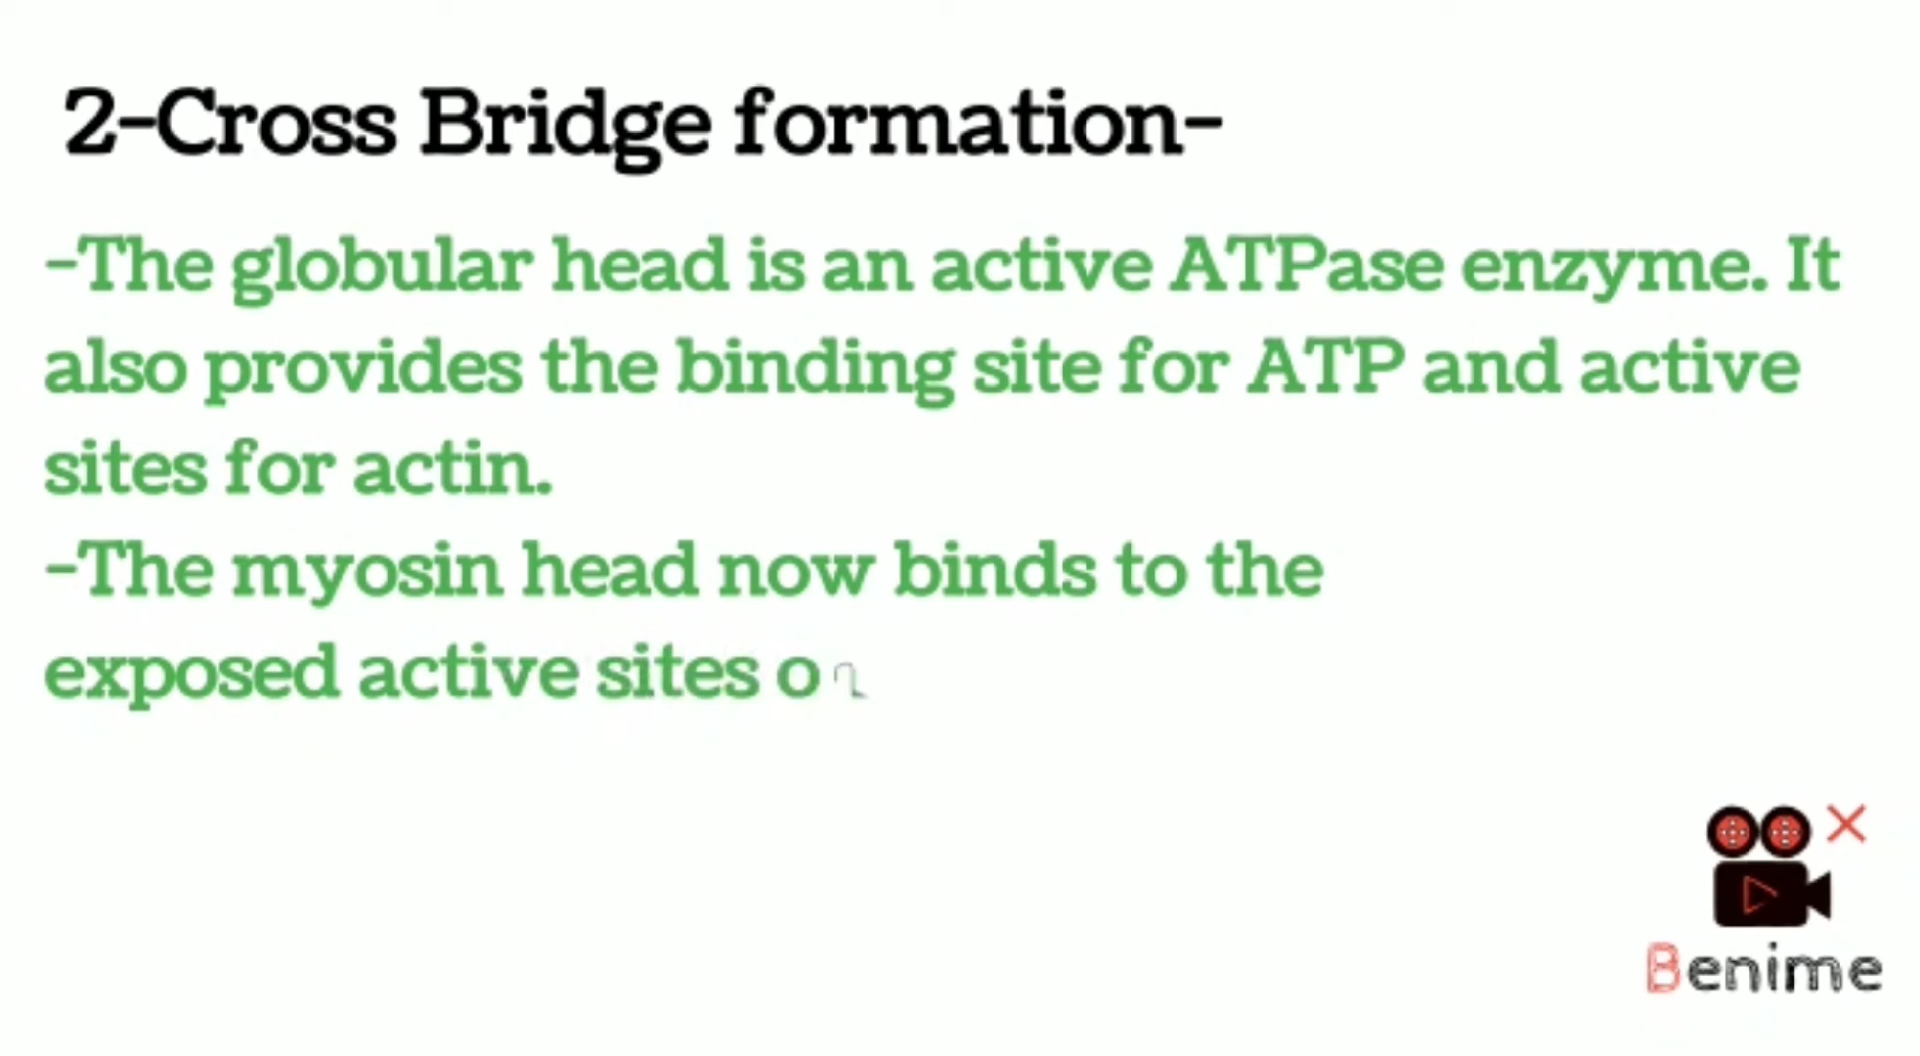 2-Cross Bridge formation-
-The globular head is an active ATPase enzyme. It
also provides the binding site for ATP and active
sites for actin.
-The myosin head now binds to the
exposed active sites o
Benime